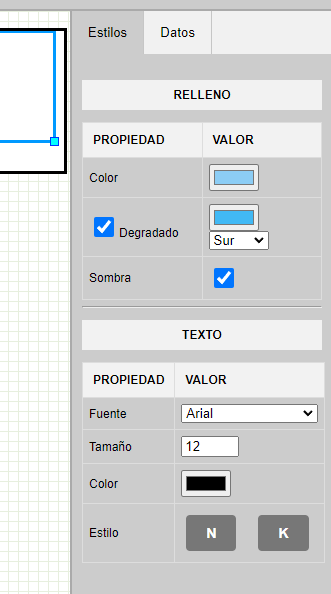 Estilos Datos
RELLENO
PROPIEDAD VALOR
Color
Degradado
Sur
Sombra
TEXTO
PROPIEDAD VALOR
Fuente Arial
Tamaño 12
Color
Estilo N K